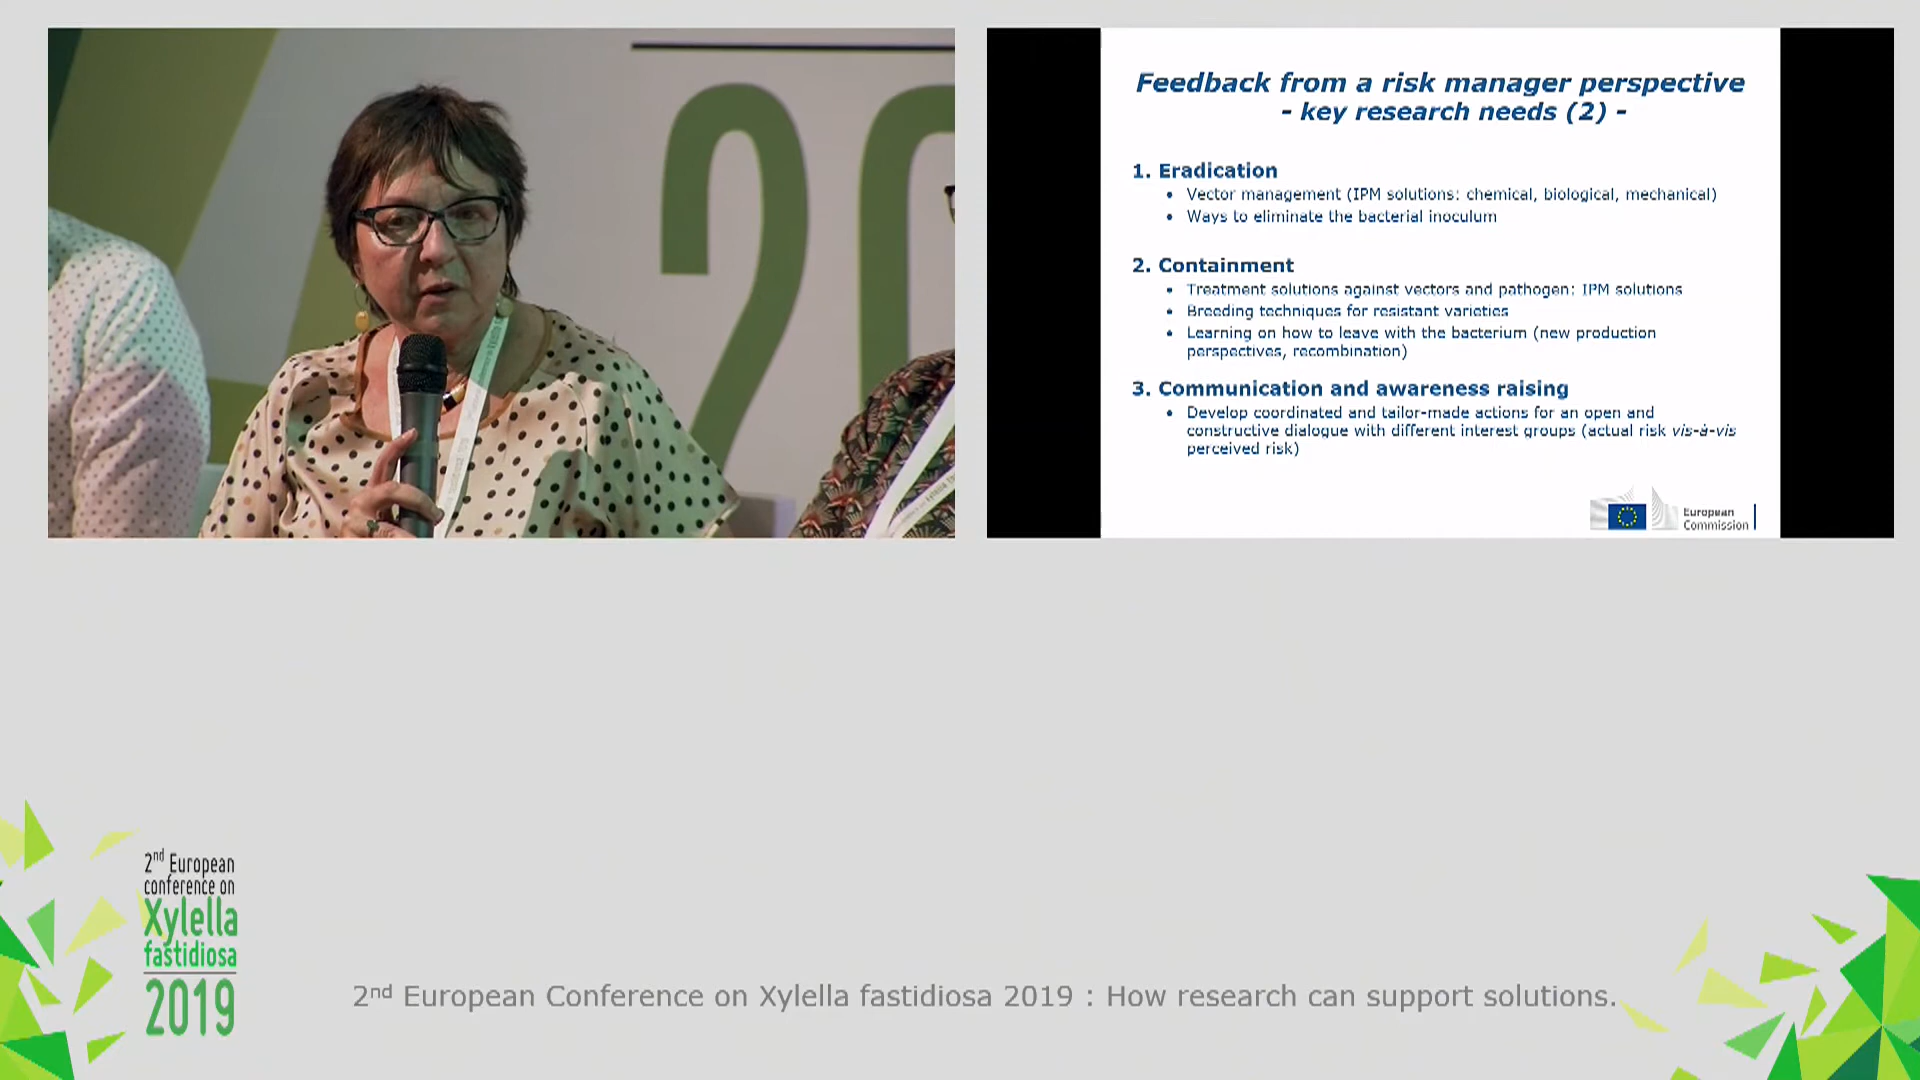 20
Feedback from a risk manager perspective
- key research needs (2) -
1. Eradication
• Vector management (IPM solutions: chemical, biological, mechanical)
• Ways to eliminate the bacterial inoculum
2. Containment
• Treatment solutions against vectors and pathogen: IPM solutions
• Breeding techniques for resistant varieties
• Learning on how to leave with the bacterium (new production
perspectives, recombination)
3. Communication and awareness raising
• Develop coordinated and tailor-made actions for an open and
constructive dialogue with different interest groups (actual risk vis-à-vis
perceived risk)
European
Commission
2nd European
conference on
Xylella
fastidiosa
2019
2nd European Conference on Xylella fastidiosa 2019 : How research can support solutions.